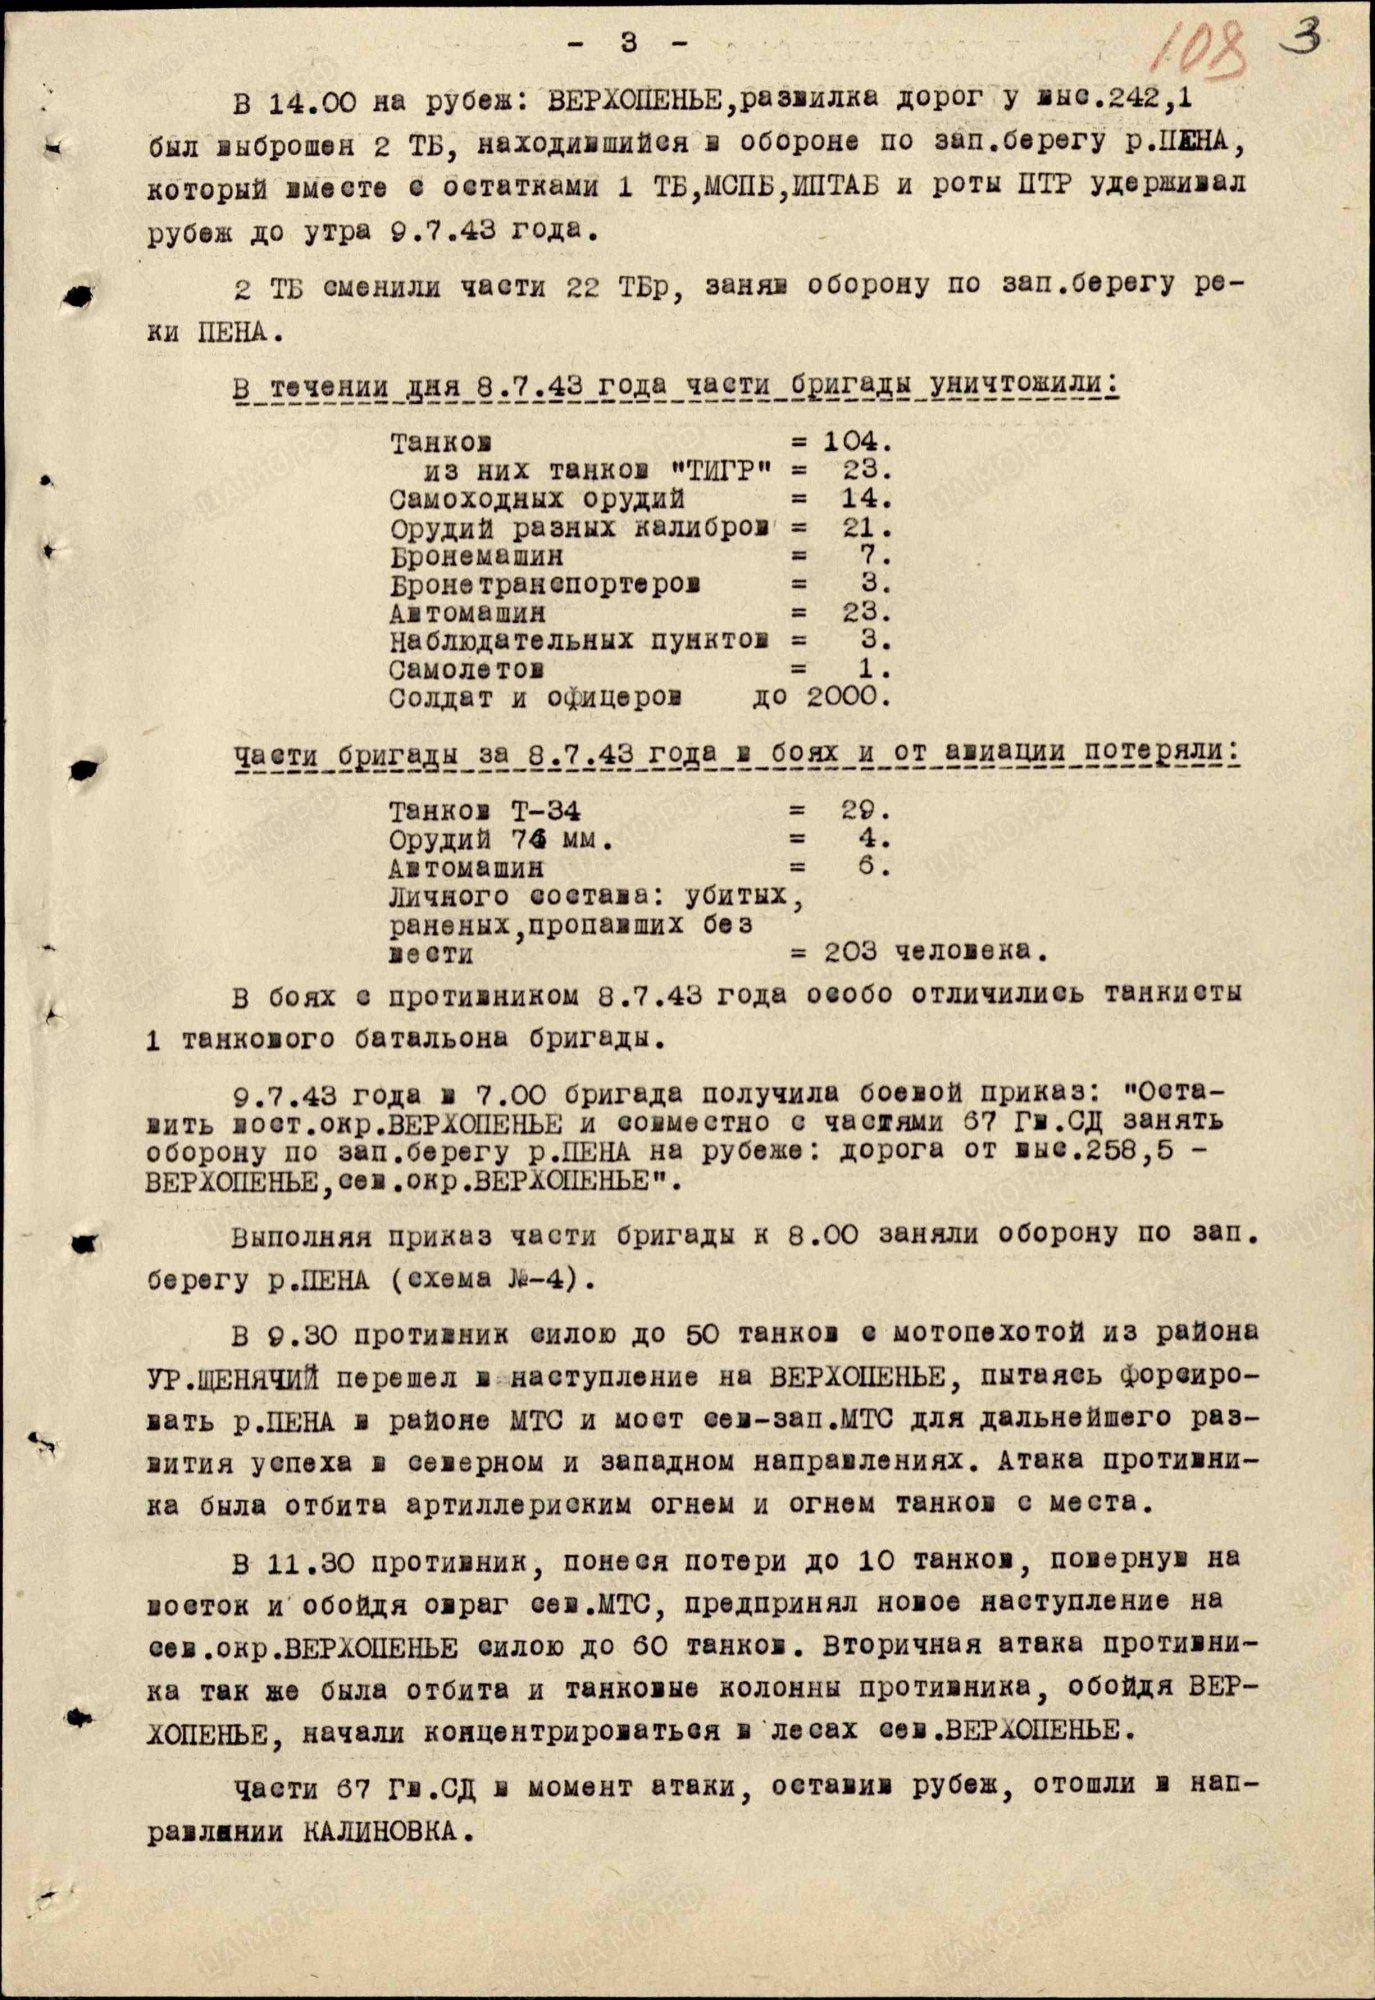 - 3 -
108
3
В 14.00 на рубеж: ВЕРХОПЕНЬЕ,развилка дорог у выс.242,1
был выброшен 2 ТБ, находившийся в обороне по зап.берегу р.ПЕНА,
который вместе с остатками 1 ТБ,МСПБ,ИПТАБ и роты ПТР удерживал
рубеж до утра 9.7.43 года.
2 ТБ сменили части 22 ТБр, заняв оборону по зап.берегу ре-
ки ПЕНА.
В течении дня 8.7.43 года части бригады уничтожили:
Танков = 104.
из них танков "ТИГР" = 23.
Самоходных орудий = 14.
Орудий разных калибров = 21.
Бронемашин = 7.
Бронетранспортеров = 3.
Автомашин = 23.
Наблюдательных пунктов = 3.
Самолетов = 1.
Солдат и офицеров до 2000.
Части бригады за 8.7.43 года в боях и от авиации потеряли:
Танков Т-34 = 29.
Орудий 76 мм. = 4.
Автомашин = 6.
Личного состава: убитых,
раненых,пропавших без
вести = 203 человека.
В боях с противником 8.7.43 года особо отличились танкисты
1 танкового батальона бригады.
9.7.43 года в 7.00 бригада получила боевой приказ: "Оста-
вить вост.окр.ВЕРХОПЕНЬЕ и совместно с частями 67 Гв.СД занять
оборону по зап.берегу р.ПЕНА на рубеже: дорога от выс.258,5 -
ВЕРХОПЕНЬЕ,сев.окр.ВЕРХОПЕНЬЕ".
Выполняя приказ части бригады к 8.00 заняли оборону по зап.
берегу р.ПЕНА (схема №-4).
В 9.30 противник силою до 50 танков с мотопехотой из района
УР.ЩЕНЯЧИЙ перешел в наступление на ВЕРХОПЕНЬЕ, пытаясь форсиро-
вать р.ПЕНА в районе МТС и мост сев-зап.МТС для дальнейшего раз-
вития успеха в северном и западном направлениях. Атака противни-
ка была отбита артиллериским огнем и огнем танков с места.
В 11.30 противник, понеся потери до 10 танков, повернув на
восток и обойдя овраг сев.МТС, предпринял новое наступление на
сев.окр.ВЕРХОПЕНЬЕ силою до 60 танков. Вторичная атака противни-
ка так же была отбита и танковые колонны противника, обойдя ВЕР-
ХОПЕНЬЕ, начали концентрироваться в лесах сев.ВЕРХОПЕНЬЕ.
Части 67 Гв.СД в момент атаки, оставив рубеж, отошли в нап-
равлении КАЛИНОВКА.